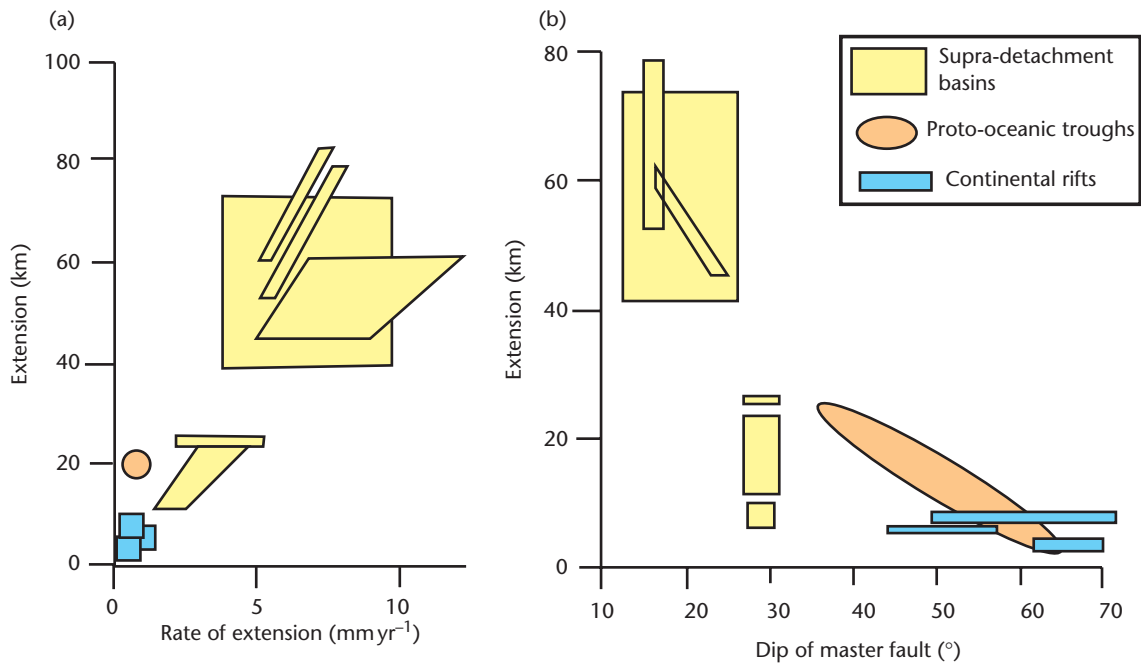 (a)
100
80
60
40
20
0
Extension (km)
0
5
10
Rate of extension (mm yr⁻¹)
(b)
80
60
40
20
0
Extension (km)
10
20
30
40
50
60
70
Dip of master fault (°)
Supra-detachment
basins
Proto-oceanic troughs
Continental rifts